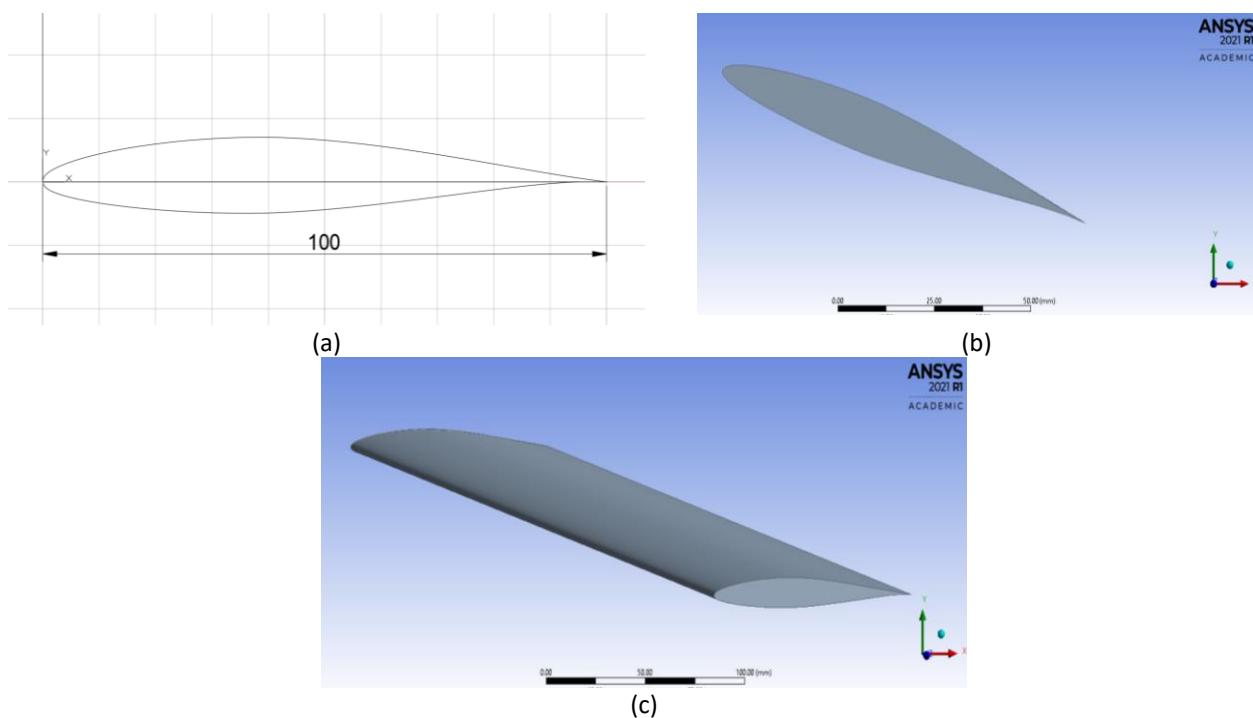 Y
X
100
(a)
ANSYS
2021 R1
ACADEMIC
Y
0.00 25.00 50.00 (mm)
(b)
ANSYS
2021 R1
ACADEMIC
Y
X
0.00 50.00 100.00 (mm)
(c)